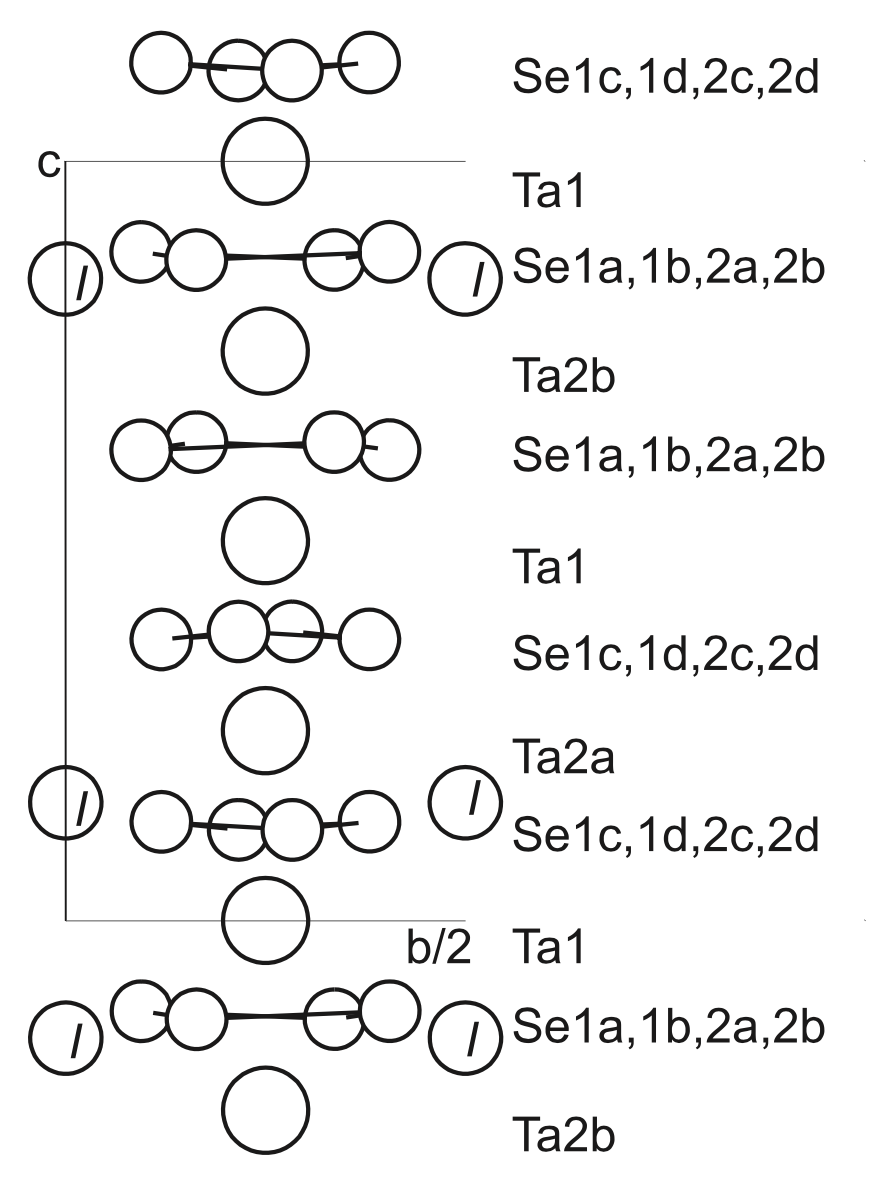 Se1c,1d,2c,2d
c
Ta1
I I Se1a,1b,2a,2b
Ta2b
Se1a,1b,2a,2b
Ta1
Se1c,1d,2c,2d
Ta2a
I I Se1c,1d,2c,2d
b/2 Ta1
I I Se1a,1b,2a,2b
Ta2b